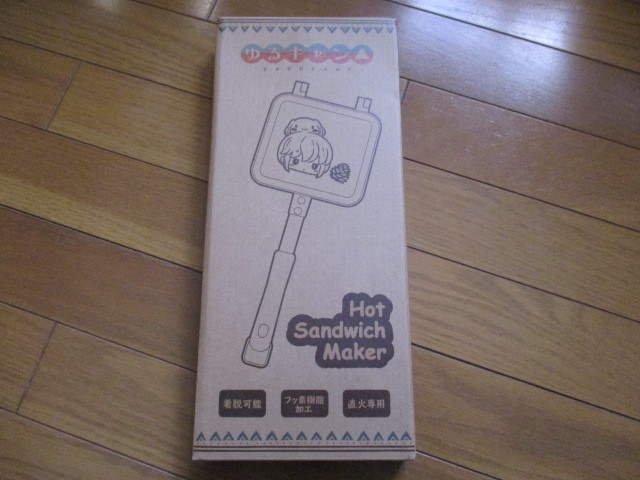 ゆるキャン▲
Hot
Sandwich
Maker
着脱可能
フッ素樹脂
加工
直火専用